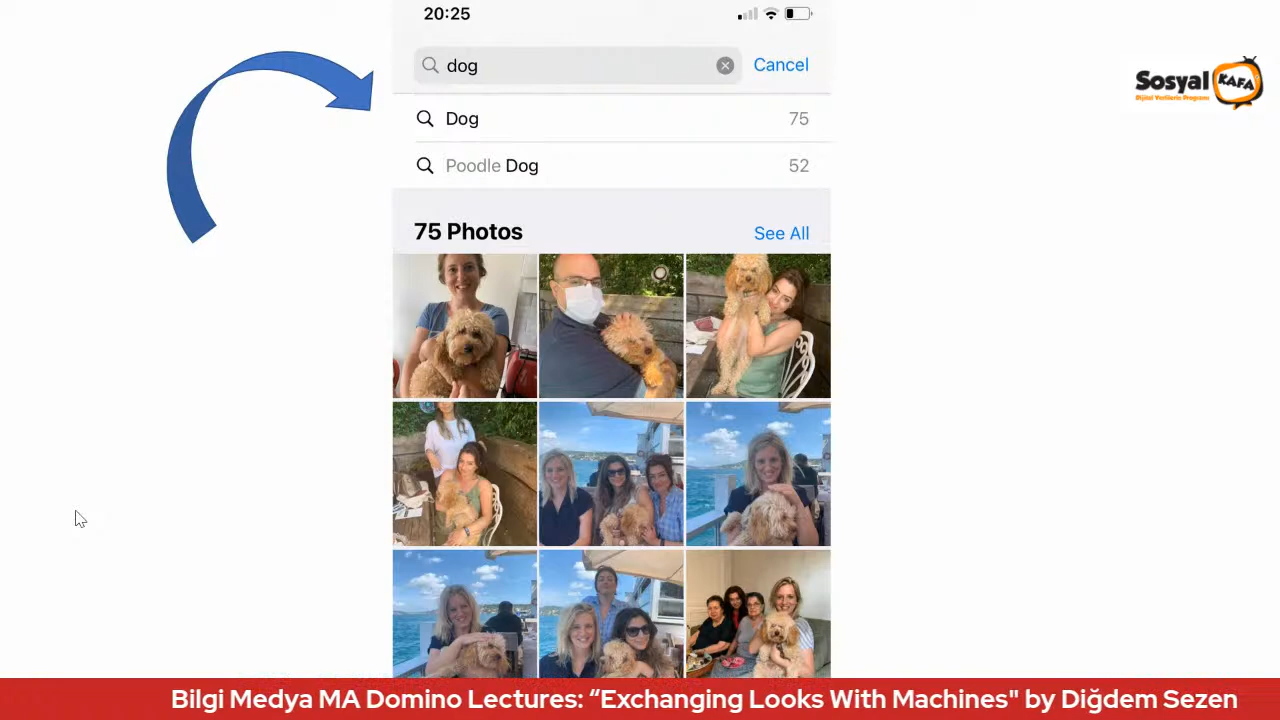 20:25
dog
Cancel
Dog 75
Poodle Dog 52
75 Photos
See All
Sosyal KAFA
Bilgi Medya MA Domino Lectures: “Exchanging Looks With Machines" by Diğdem Sezen